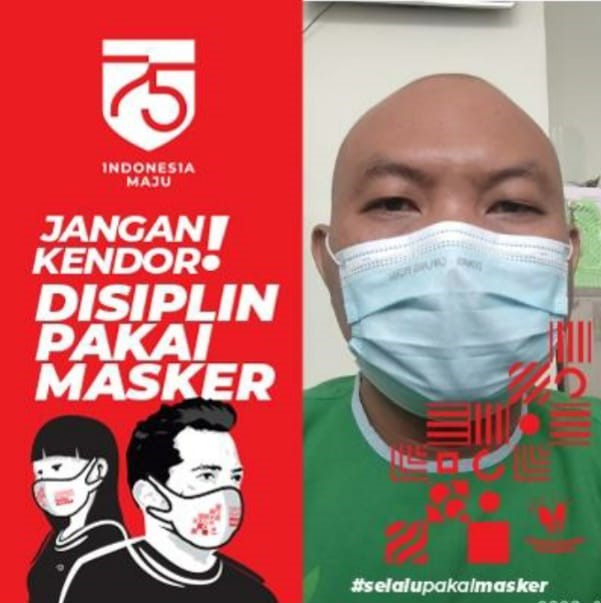 75
INDONESIA
MAJU
JANGAN
KENDOR!
DISIPLIN
PAKAI
MASKER
#selalupakaimasker